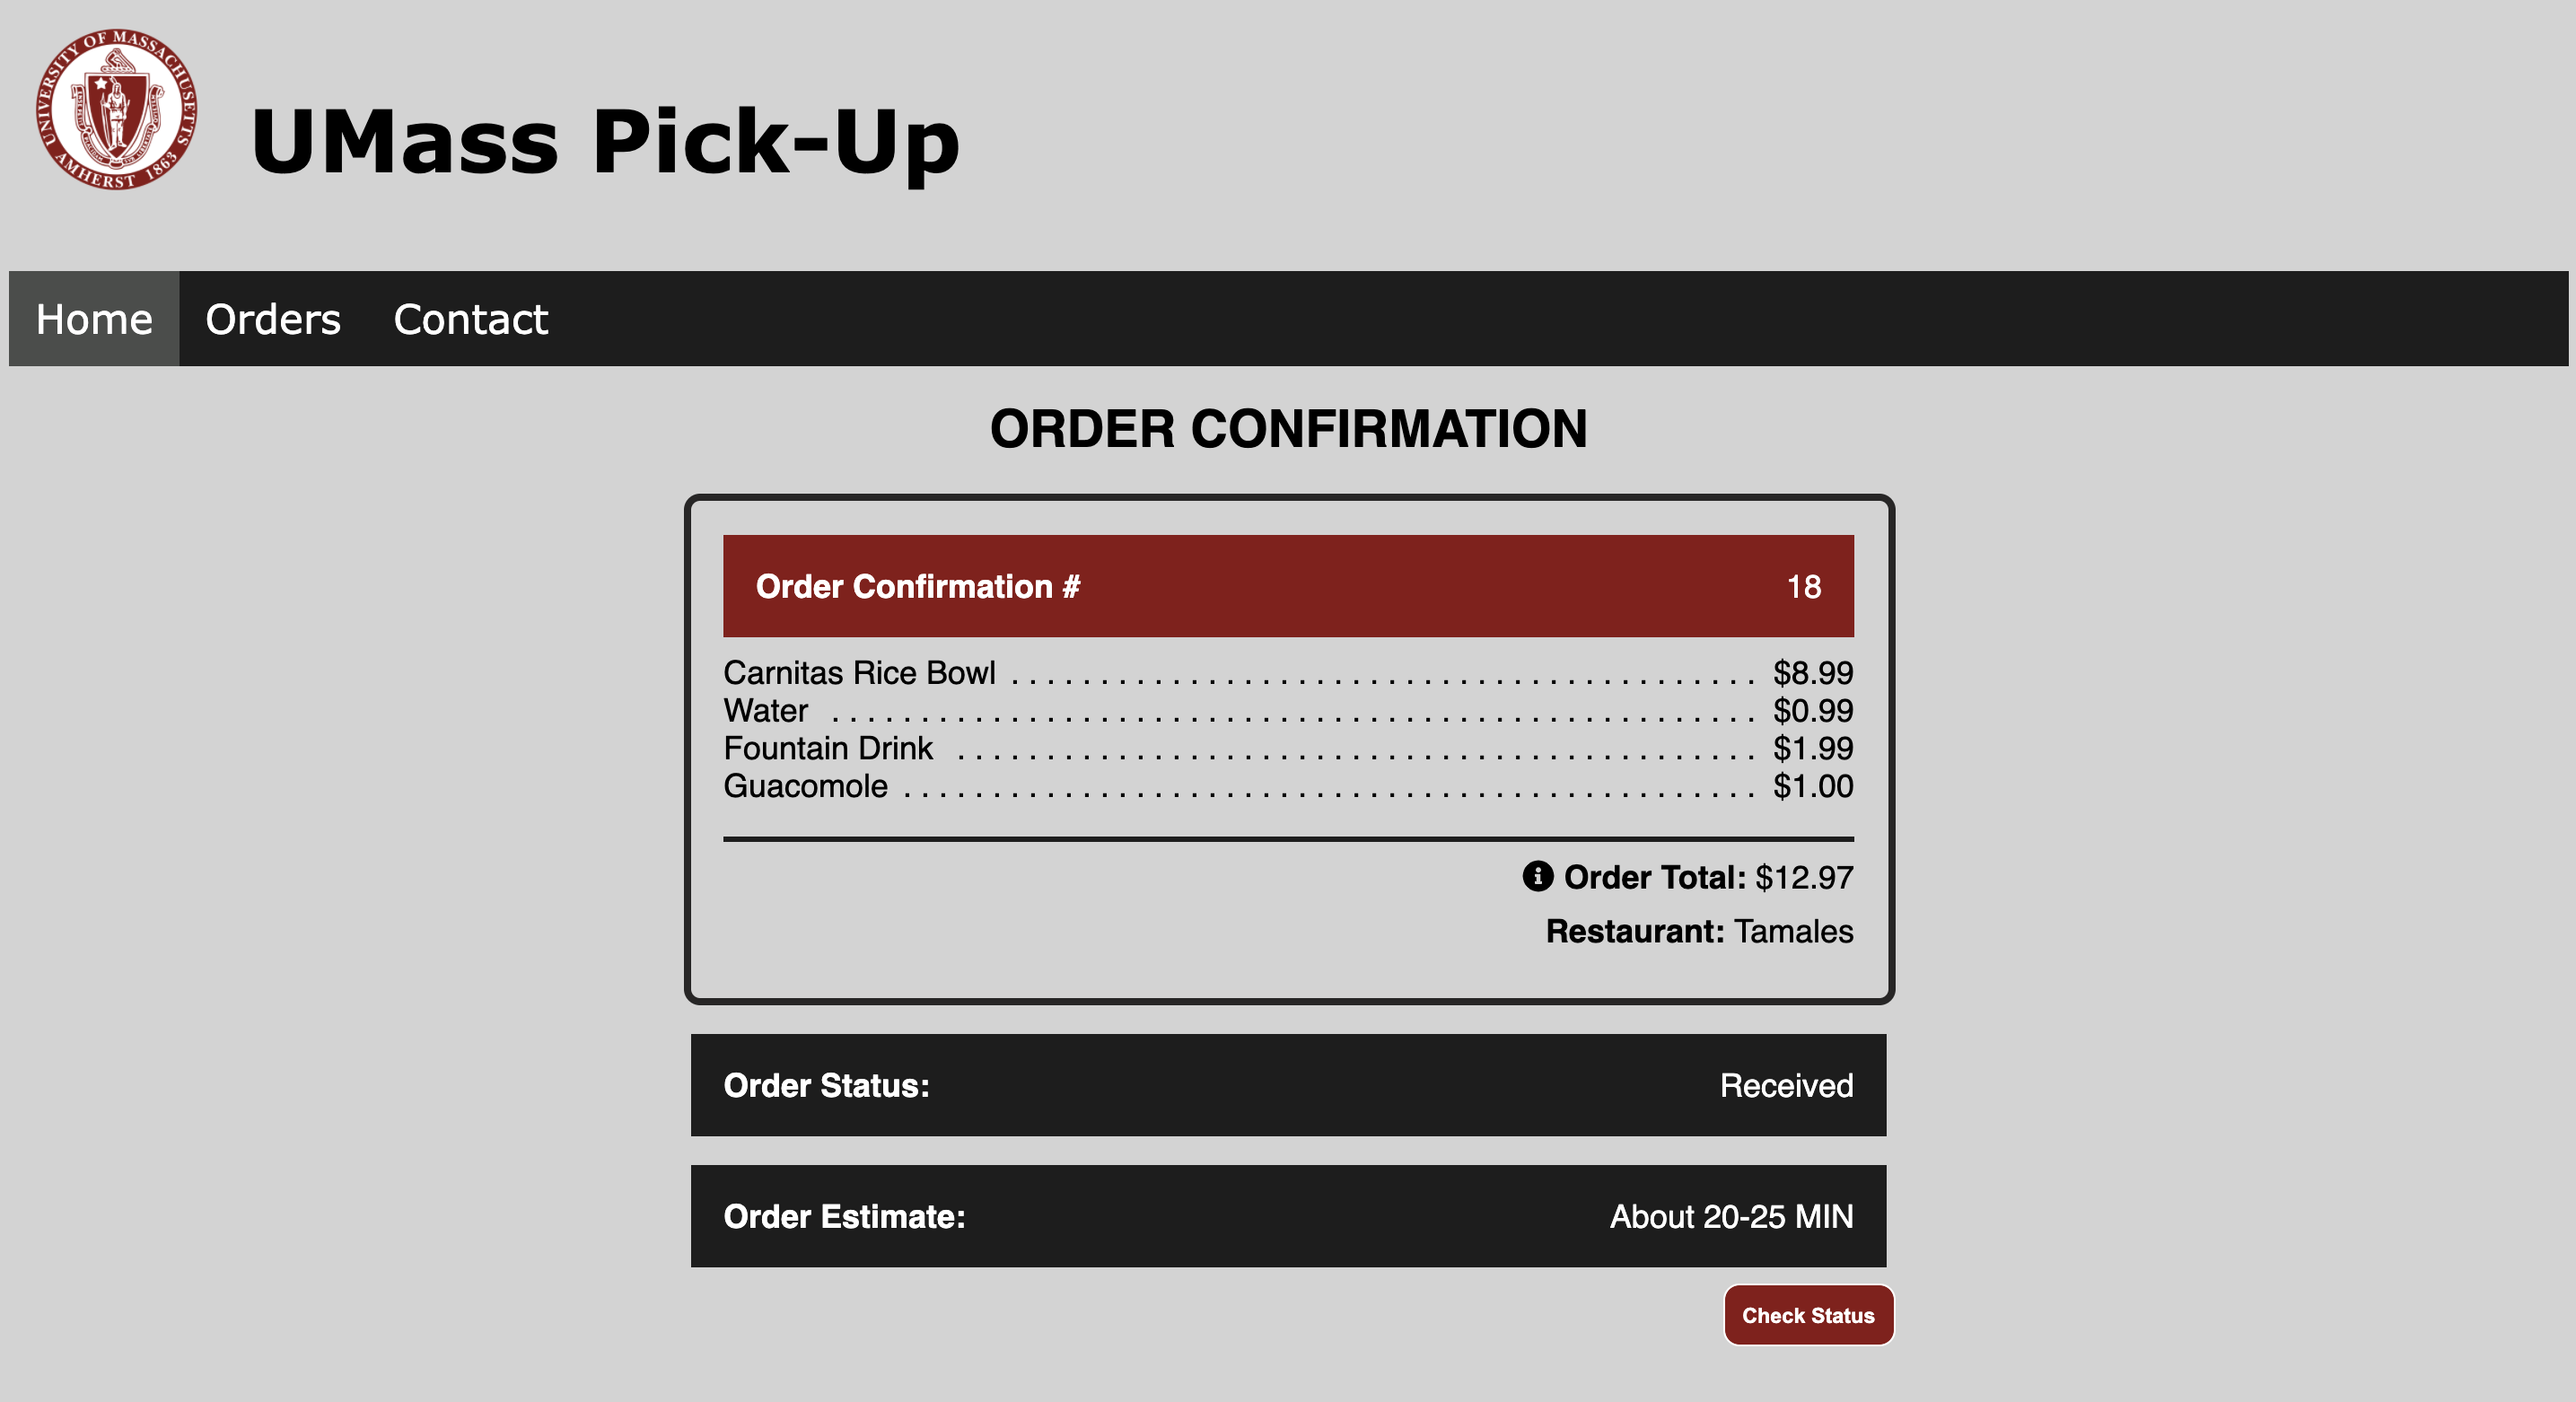 UNIVERSITY OF MASSACHUSETTS
AMHERST 1863
UMass Pick-Up
Home Orders Contact
ORDER CONFIRMATION
Order Confirmation # 18
Carnitas Rice Bowl . . . . . . . . . . . . . . . . . . . . . . . . . . . . . . . . . . . . . . . . . . $8.99
Water . . . . . . . . . . . . . . . . . . . . . . . . . . . . . . . . . . . . . . . . . . . . . . . . . . . . $0.99
Fountain Drink . . . . . . . . . . . . . . . . . . . . . . . . . . . . . . . . . . . . . . . . . . . . . $1.99
Guacomole . . . . . . . . . . . . . . . . . . . . . . . . . . . . . . . . . . . . . . . . . . . . . . . . $1.00
Order Total: $12.97
Restaurant: Tamales
Order Status: Received
Order Estimate: About 20-25 MIN
Check Status